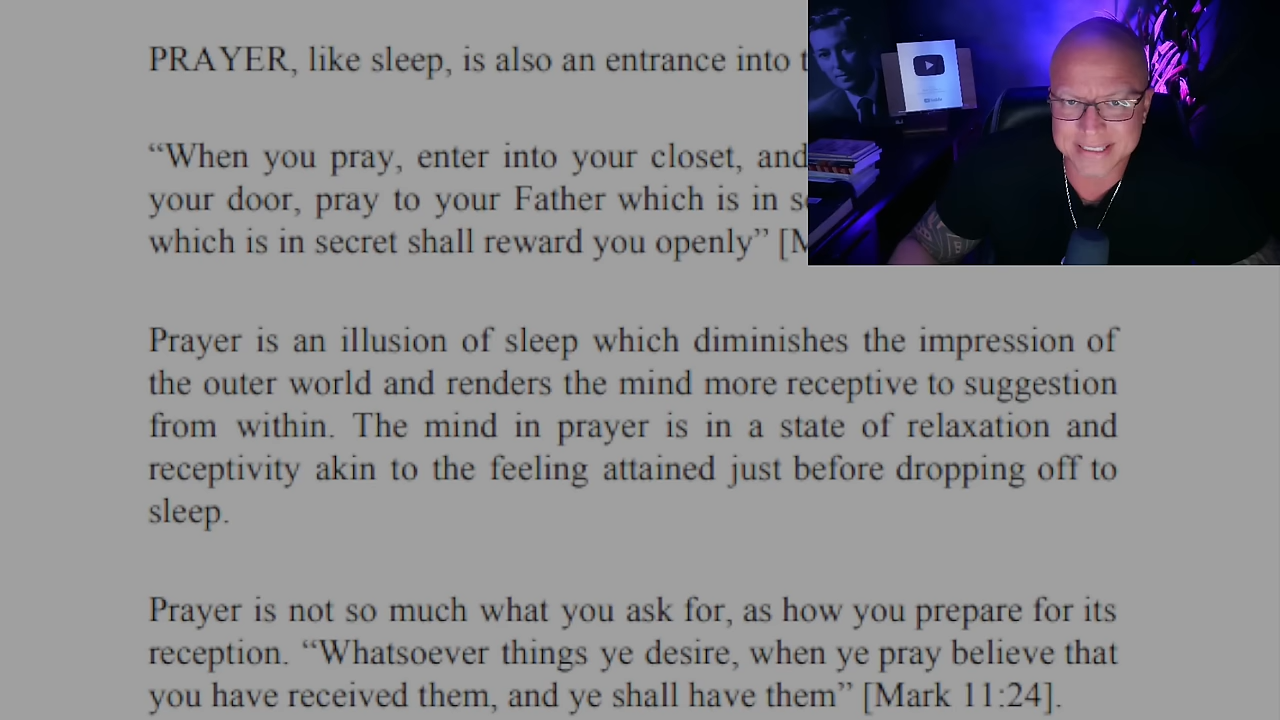 PRAYER, like sleep, is also an entrance into
“When you pray, enter into your closet, and
your door, pray to your Father which is in
which is in secret shall reward you openly”
Prayer is an illusion of sleep which diminishes the impression of
the outer world and renders the mind more receptive to suggestion
from within. The mind in prayer is in a state of relaxation and
receptivity akin to the feeling attained just before dropping off to
sleep.
Prayer is not so much what you ask for, as how you prepare for its
reception. “Whatsoever things ye desire, when ye pray believe that
you have received them, and ye shall have them” [Mark 11:24].